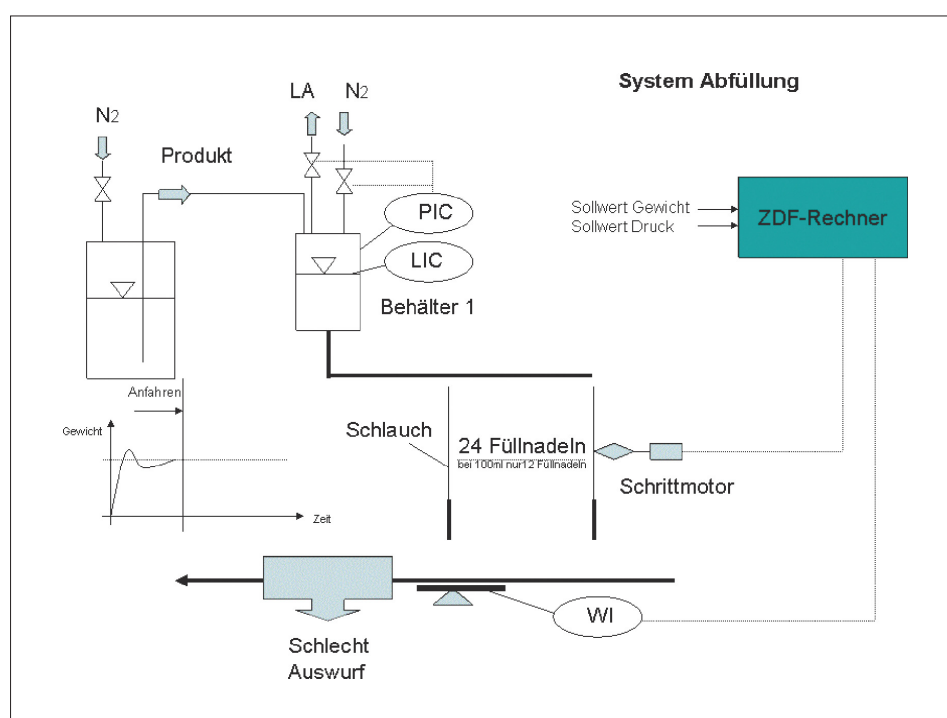 System Abfüllung
LA
N2
N2
Produkt
PIC
LIC
Behälter 1
Sollwert Gewicht
Sollwert Druck
ZDF-Rechner
Anfahren
Gewicht
Zeit
Schlauch
24 Füllnadeln
bei 100ml nur12 Füllnadeln
Schrittmotor
WI
Schlecht
Auswurf